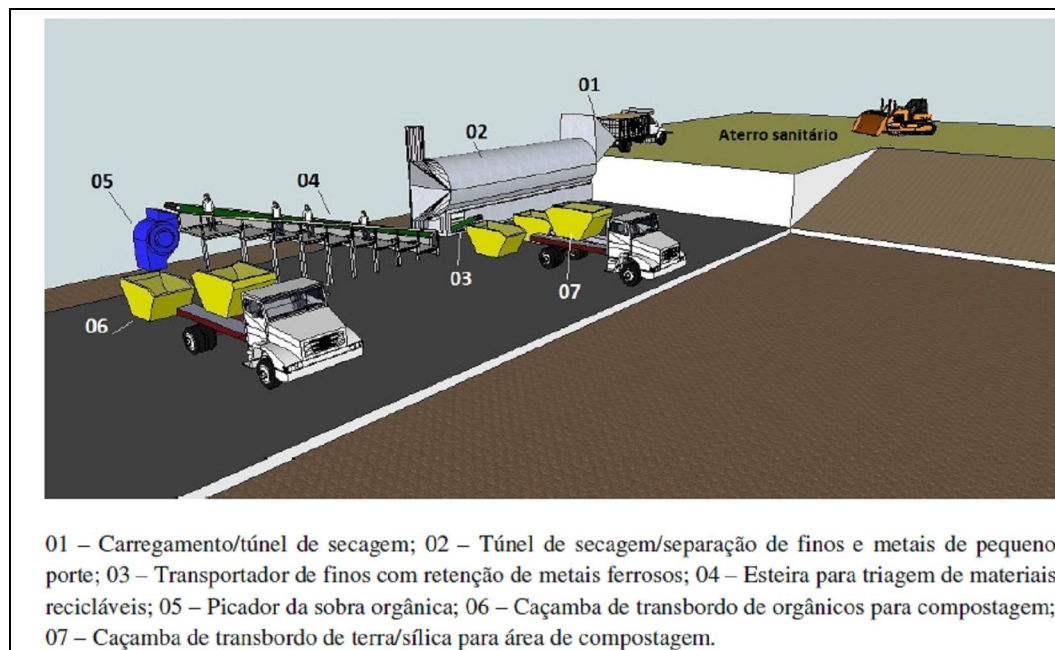 01
02
Aterro sanitário
05
04
03
07
06
01 – Carregamento/túnel de secagem; 02 – Túnel de secagem/separação de finos e metais de pequeno
porte; 03 – Transportador de finos com retenção de metais ferrosos; 04 – Esteira para triagem de materiais
recicláveis; 05 – Picador da sobra orgânica; 06 – Caçamba de transbordo de orgânicos para compostagem;
07 – Caçamba de transbordo de terra/sílica para área de compostagem.